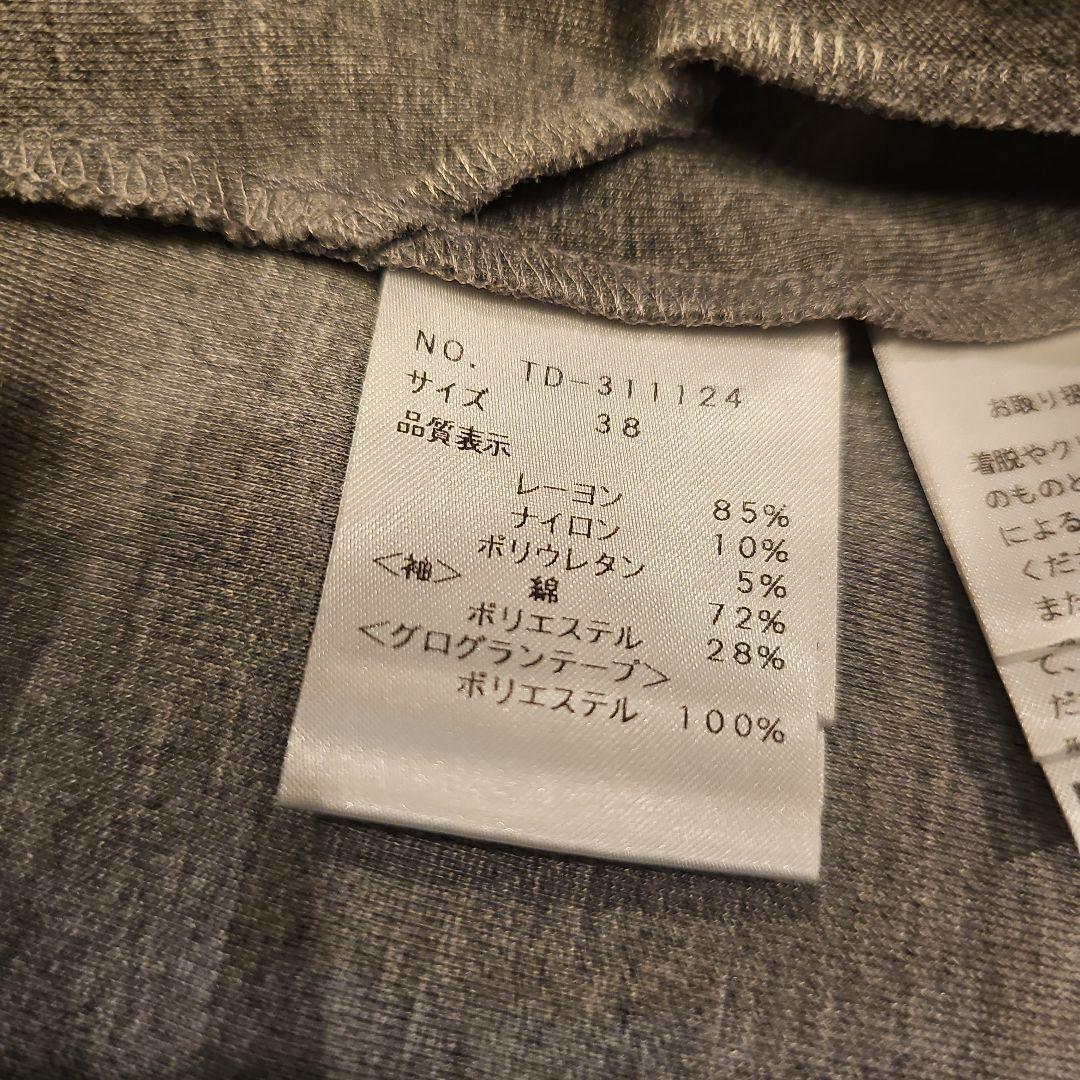 NO. TD-311124
サイズ 38
品質表示
レーヨン 85%
ナイロン 10%
ポリウレタン 5%
<袖> 綿 72%
ポリエステル 28%
<グログランテープ>
ポリエステル 100%
お取り扱
着脱やク
のものと
による
くださ
また
て、
だ